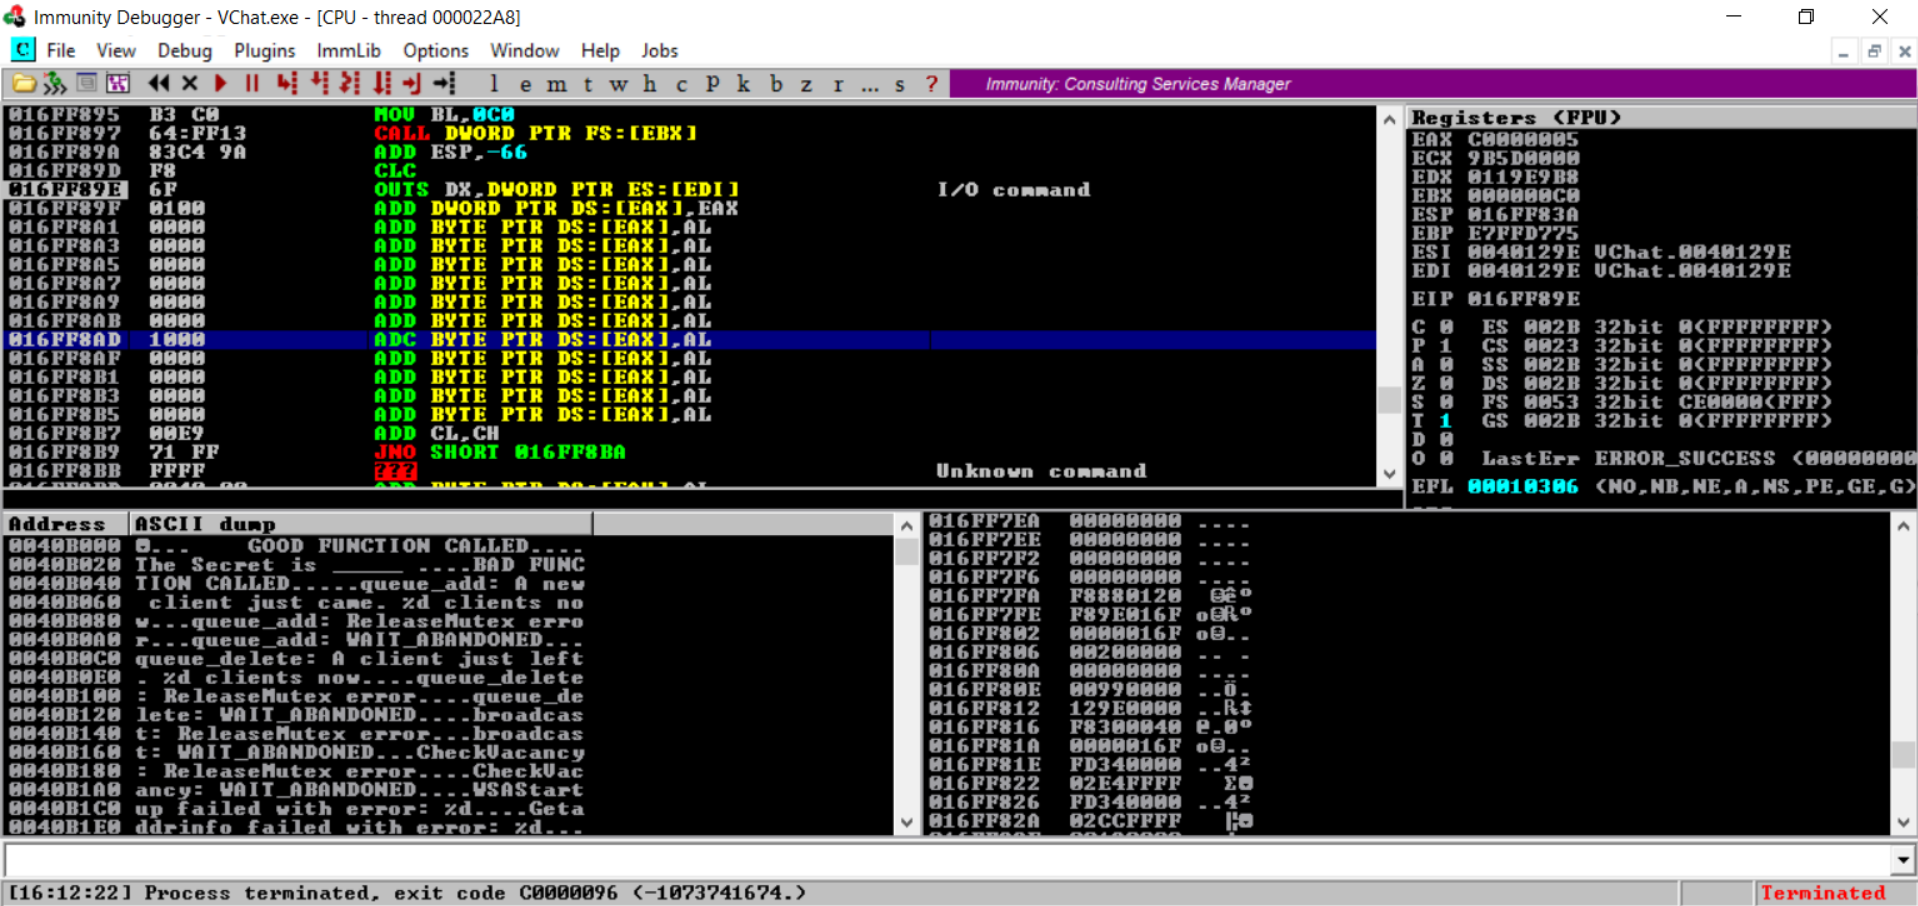 Immunity Debugger - VChat.exe - [CPU - thread 000022A8]
C File View Debug Plugins ImmLib Options Window Help Jobs
l e m t w h c P k b z r ... s ? Immunity: Consulting Services Manager
016FF895 B3 C0 MOV BL,0C0
016FF897 64:FF13 CALL DWORD PTR FS:[EBX]
016FF89A 83C4 9A ADD ESP,-66
016FF89D F8 CLC
016FF89E 6F OUTS DX,DWORD PTR ES:[EDI] I/O command
016FF89F 0100 ADD DWORD PTR DS:[EAX],EAX
016FF8A1 0000 ADD BYTE PTR DS:[EAX],AL
016FF8A3 0000 ADD BYTE PTR DS:[EAX],AL
016FF8A5 0000 ADD BYTE PTR DS:[EAX],AL
016FF8A7 0000 ADD BYTE PTR DS:[EAX],AL
016FF8A9 0000 ADD BYTE PTR DS:[EAX],AL
016FF8AB 0000 ADD BYTE PTR DS:[EAX],AL
016FF8AD 1000 ADC BYTE PTR DS:[EAX],AL
016FF8AF 0000 ADD BYTE PTR DS:[EAX],AL
016FF8B1 0000 ADD BYTE PTR DS:[EAX],AL
016FF8B3 0000 ADD BYTE PTR DS:[EAX],AL
016FF8B5 0000 ADD BYTE PTR DS:[EAX],AL
016FF8B7 00E9 ADD CL,CH
016FF8B9 71 FF JNO SHORT 016FF8BA
016FF8BB FFFF ??? Unknown command
Registers (FPU)
EAX C0000005
ECX 9B5D0000
EDX 0119E9B8
EBX 000000C0
ESP 016FF83A
EBP E7FFD775
ESI 0040129E VChat.0040129E
EDI 0040129E VChat.0040129E
EIP 016FF89E
C 0 ES 002B 32bit 0(FFFFFFFF)
P 1 CS 0023 32bit 0(FFFFFFFF)
A 0 SS 002B 32bit 0(FFFFFFFF)
Z 0 DS 002B 32bit 0(FFFFFFFF)
S 0 FS 0053 32bit CE0000(FFF)
T 1 GS 002B 32bit 0(FFFFFFFF)
D 0
O 0 LastErr ERROR_SUCCESS (00000000
EFL 00010306 (NO,NB,NE,A,NS,PE,GE,G)
Address ASCII dump
0040B000 ... GOOD FUNCTION CALLED....
0040B020 The Secret is ______ ....BAD FUNC
0040B040 TION CALLED.....queue_add: A new
0040B060 client just came. %d clients no
0040B080 w...queue_add: ReleaseMutex erro
0040B0A0 r...queue_add: WAIT_ABANDONED...
0040B0C0 queue_delete: A client just left
0040B0E0 . %d clients now....queue_delete
0040B100 : ReleaseMutex error....queue_de
0040B120 lete: WAIT_ABANDONED....broadcas
0040B140 t: ReleaseMutex error...broadcas
0040B160 t: WAIT_ABANDONED...CheckVacancy
0040B180 : ReleaseMutex error....CheckVac
0040B1A0 ancy: WAIT_ABANDONED....WSAStart
0040B1C0 up failed with error: %d....Geta
0040B1E0 ddrinfo failed with error: %d...
016FF7EA 00000000 ....
016FF7EE 00000000 ....
016FF7F2 00000000 ....
016FF7F6 00000000 ....
016FF7FA F8880120
016FF7FE F89E016F
016FF802 0000016F
016FF806 00200000 .. .
016FF80A 00000000 ....
016FF80E 00990000 ..Ö.
016FF812 129E0000 ..₧↕
016FF816 F8300040 @.0°
016FF81A 0000016F
016FF81E FD340000 ..4²
016FF822 02E4FFFF
016FF826 FD340000 ..4²
016FF82A 02CCFFFF
[16:12:22] Process terminated, exit code C0000096 (-1073741674.)
Terminated